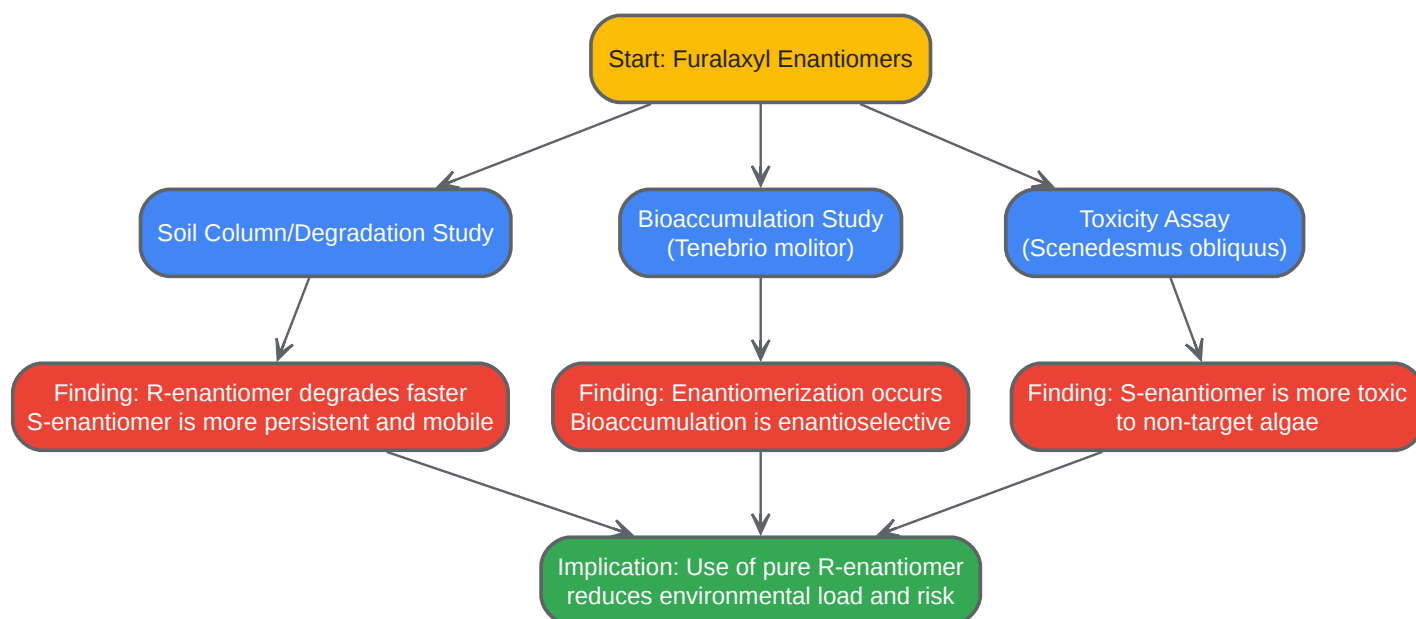 Start: Furalaxyl Enantiomers
Soil Column/Degradation Study
Bioaccumulation Study
(Tenebrio molitor)
Toxicity Assay
(Scenedesmus obliquus)
Finding: R-enantiomer degrades faster
S-enantiomer is more persistent and mobile
Finding: Enantiomerization occurs
Bioaccumulation is enantioselective
Finding: S-enantiomer is more toxic
to non-target algae
Implication: Use of pure R-enantiomer
reduces environmental load and risk